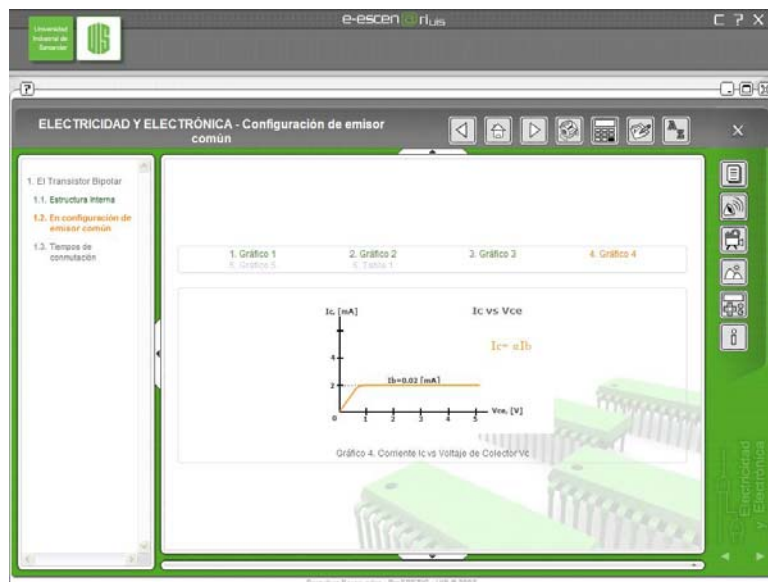 Universidad
Industrial de
Santander
e-escen@ri uis
ELECTRICIDAD Y ELECTRÓNICA - Configuración de emisor
común
1. El Transistor Bipolar
1.1. Estructura Interna
1.2. En configuración de
emisor común
1.3. Tiempos de
conmutación
1. Gráfico 1
2. Gráfico 2
3. Gráfico 3
4. Gráfico 4
5. Gráfico 5
6. Tabla 1
Ic, [mA]
Ic vs Vce
Ic= αIb
4
2
Ib=0.02 [mA]
0 1 2 3 4 5
Vce, [V]
Gráfico 4. Corriente Ic vs Voltaje de Colector Vc
Electricidad
y Electrónica